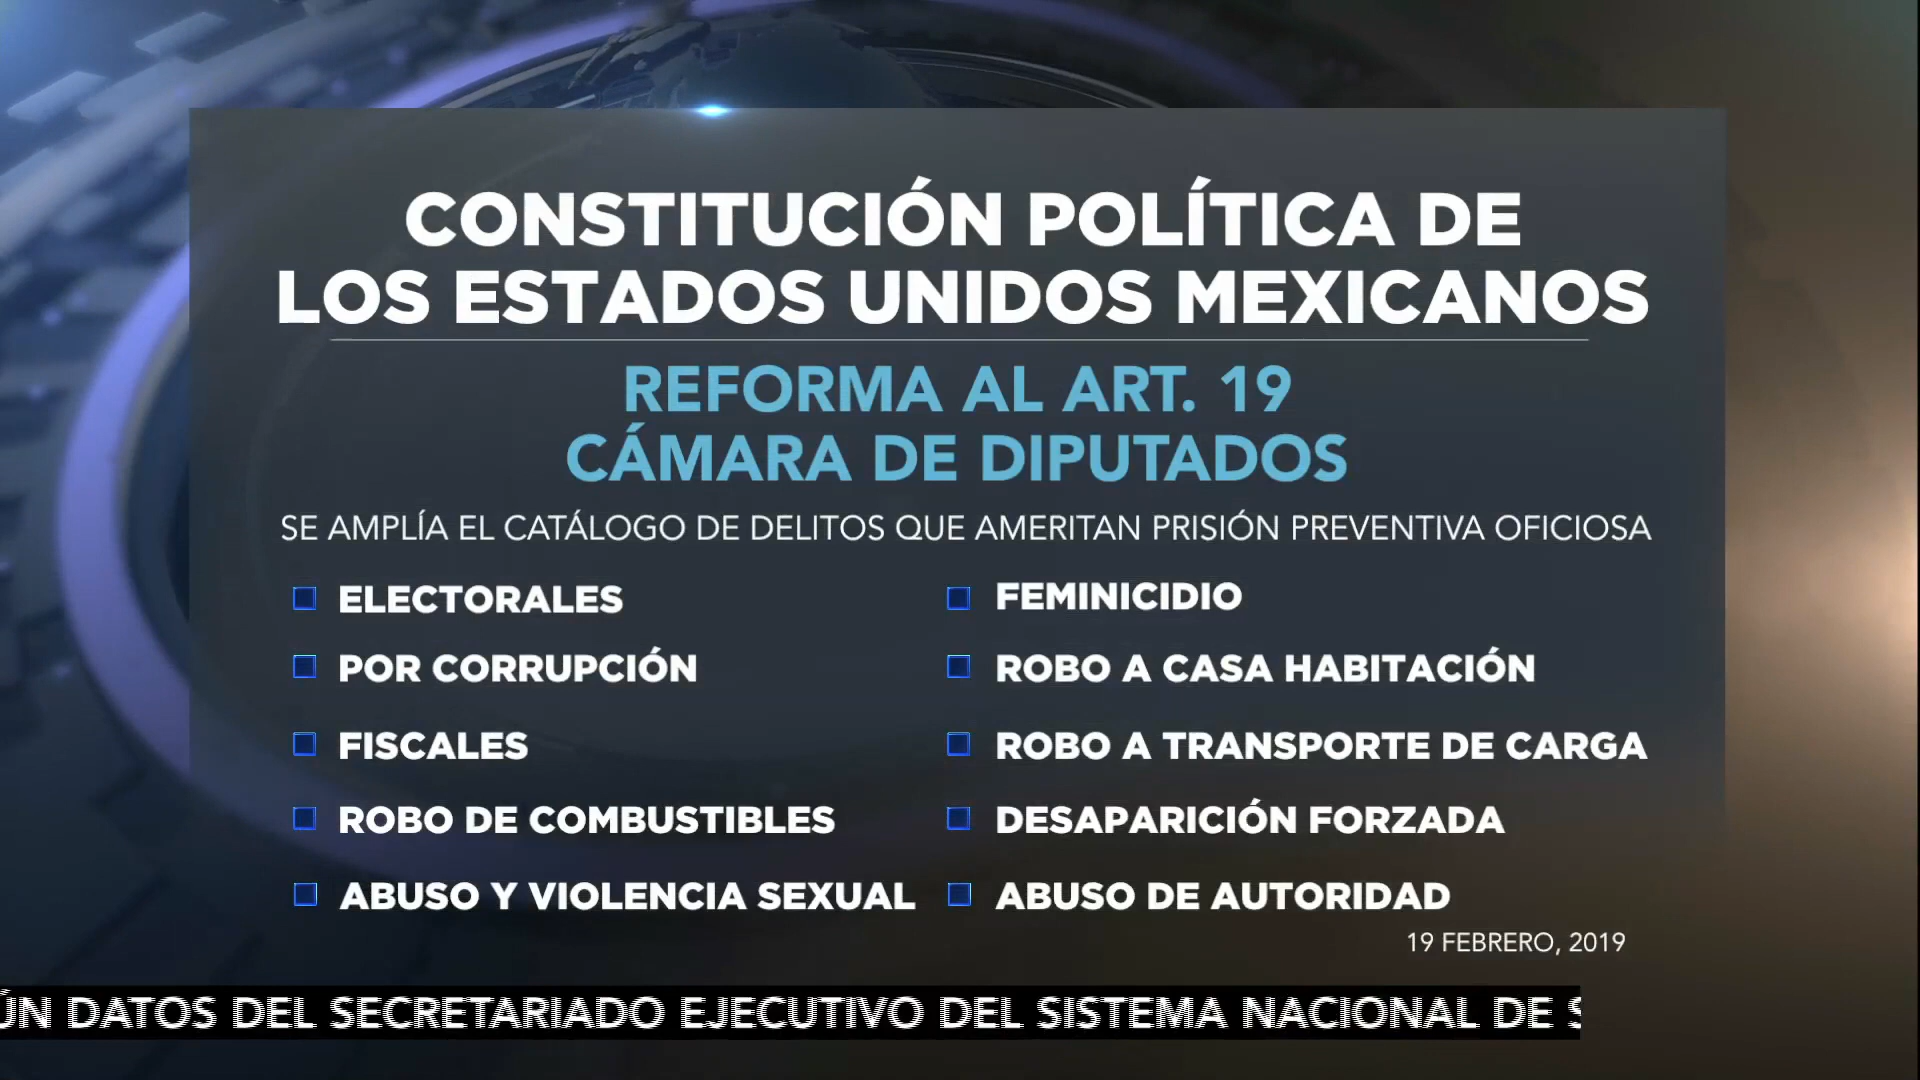 CONSTITUCIÓN POLÍTICA DE
LOS ESTADOS UNIDOS MEXICANOS
REFORMA AL ART. 19
CÁMARA DE DIPUTADOS
SE AMPLÍA EL CATÁLOGO DE DELITOS QUE AMERITAN PRISIÓN PREVENTIVA OFICIOSA
ELECTORALES
POR CORRUPCIÓN
FISCALES
ROBO DE COMBUSTIBLES
ABUSO Y VIOLENCIA SEXUAL
FEMINICIDIO
ROBO A CASA HABITACIÓN
ROBO A TRANSPORTE DE CARGA
DESAPARICIÓN FORZADA
ABUSO DE AUTORIDAD
19 FEBRERO, 2019
DATOS DEL SECRETARIADO EJECUTIVO DEL SISTEMA NACIONAL DE